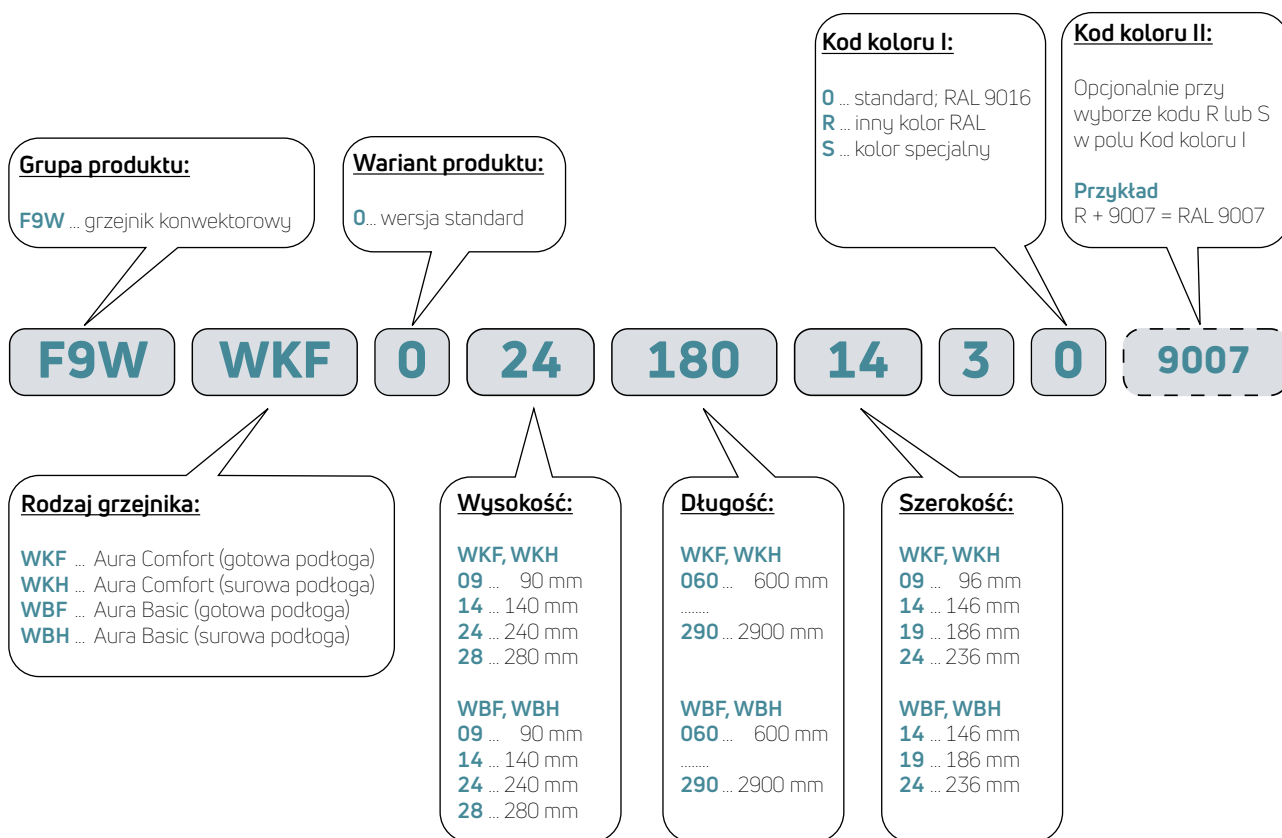 Kod koloru I:
0 ... standard; RAL 9016
R ... inny kolor RAL
S ... kolor specjalny
Kod koloru II:
Opcjonalnie przy
wyborze kodu R lub S
w polu Kod koloru I
Przykład
R + 9007 = RAL 9007
Grupa produktu:
F9W ... grzejnik konwektorowy
Wariant produktu:
0... wersja standard
F9W WKF 0 24 180 14 3 0 9007
Rodzaj grzejnika:
WKF ... Aura Comfort (gotowa podłoga)
WKH ... Aura Comfort (surowa podłoga)
WBF ... Aura Basic (gotowa podłoga)
WBH ... Aura Basic (surowa podłoga)
Wysokość:
WKF, WKH
09 ... 90 mm
14 ... 140 mm
24 ... 240 mm
28 ... 280 mm
WBF, WBH
09 ... 90 mm
14 ... 140 mm
24 ... 240 mm
28 ... 280 mm
Długość:
WKF, WKH
060 ... 600 mm
........
290 ... 2900 mm
WBF, WBH
060 ... 600 mm
........
290 ... 2900 mm
Szerokość:
WKF, WKH
09 ... 96 mm
14 ... 146 mm
19 ... 186 mm
24 ... 236 mm
WBF, WBH
14 ... 146 mm
19 ... 186 mm
24 ... 236 mm